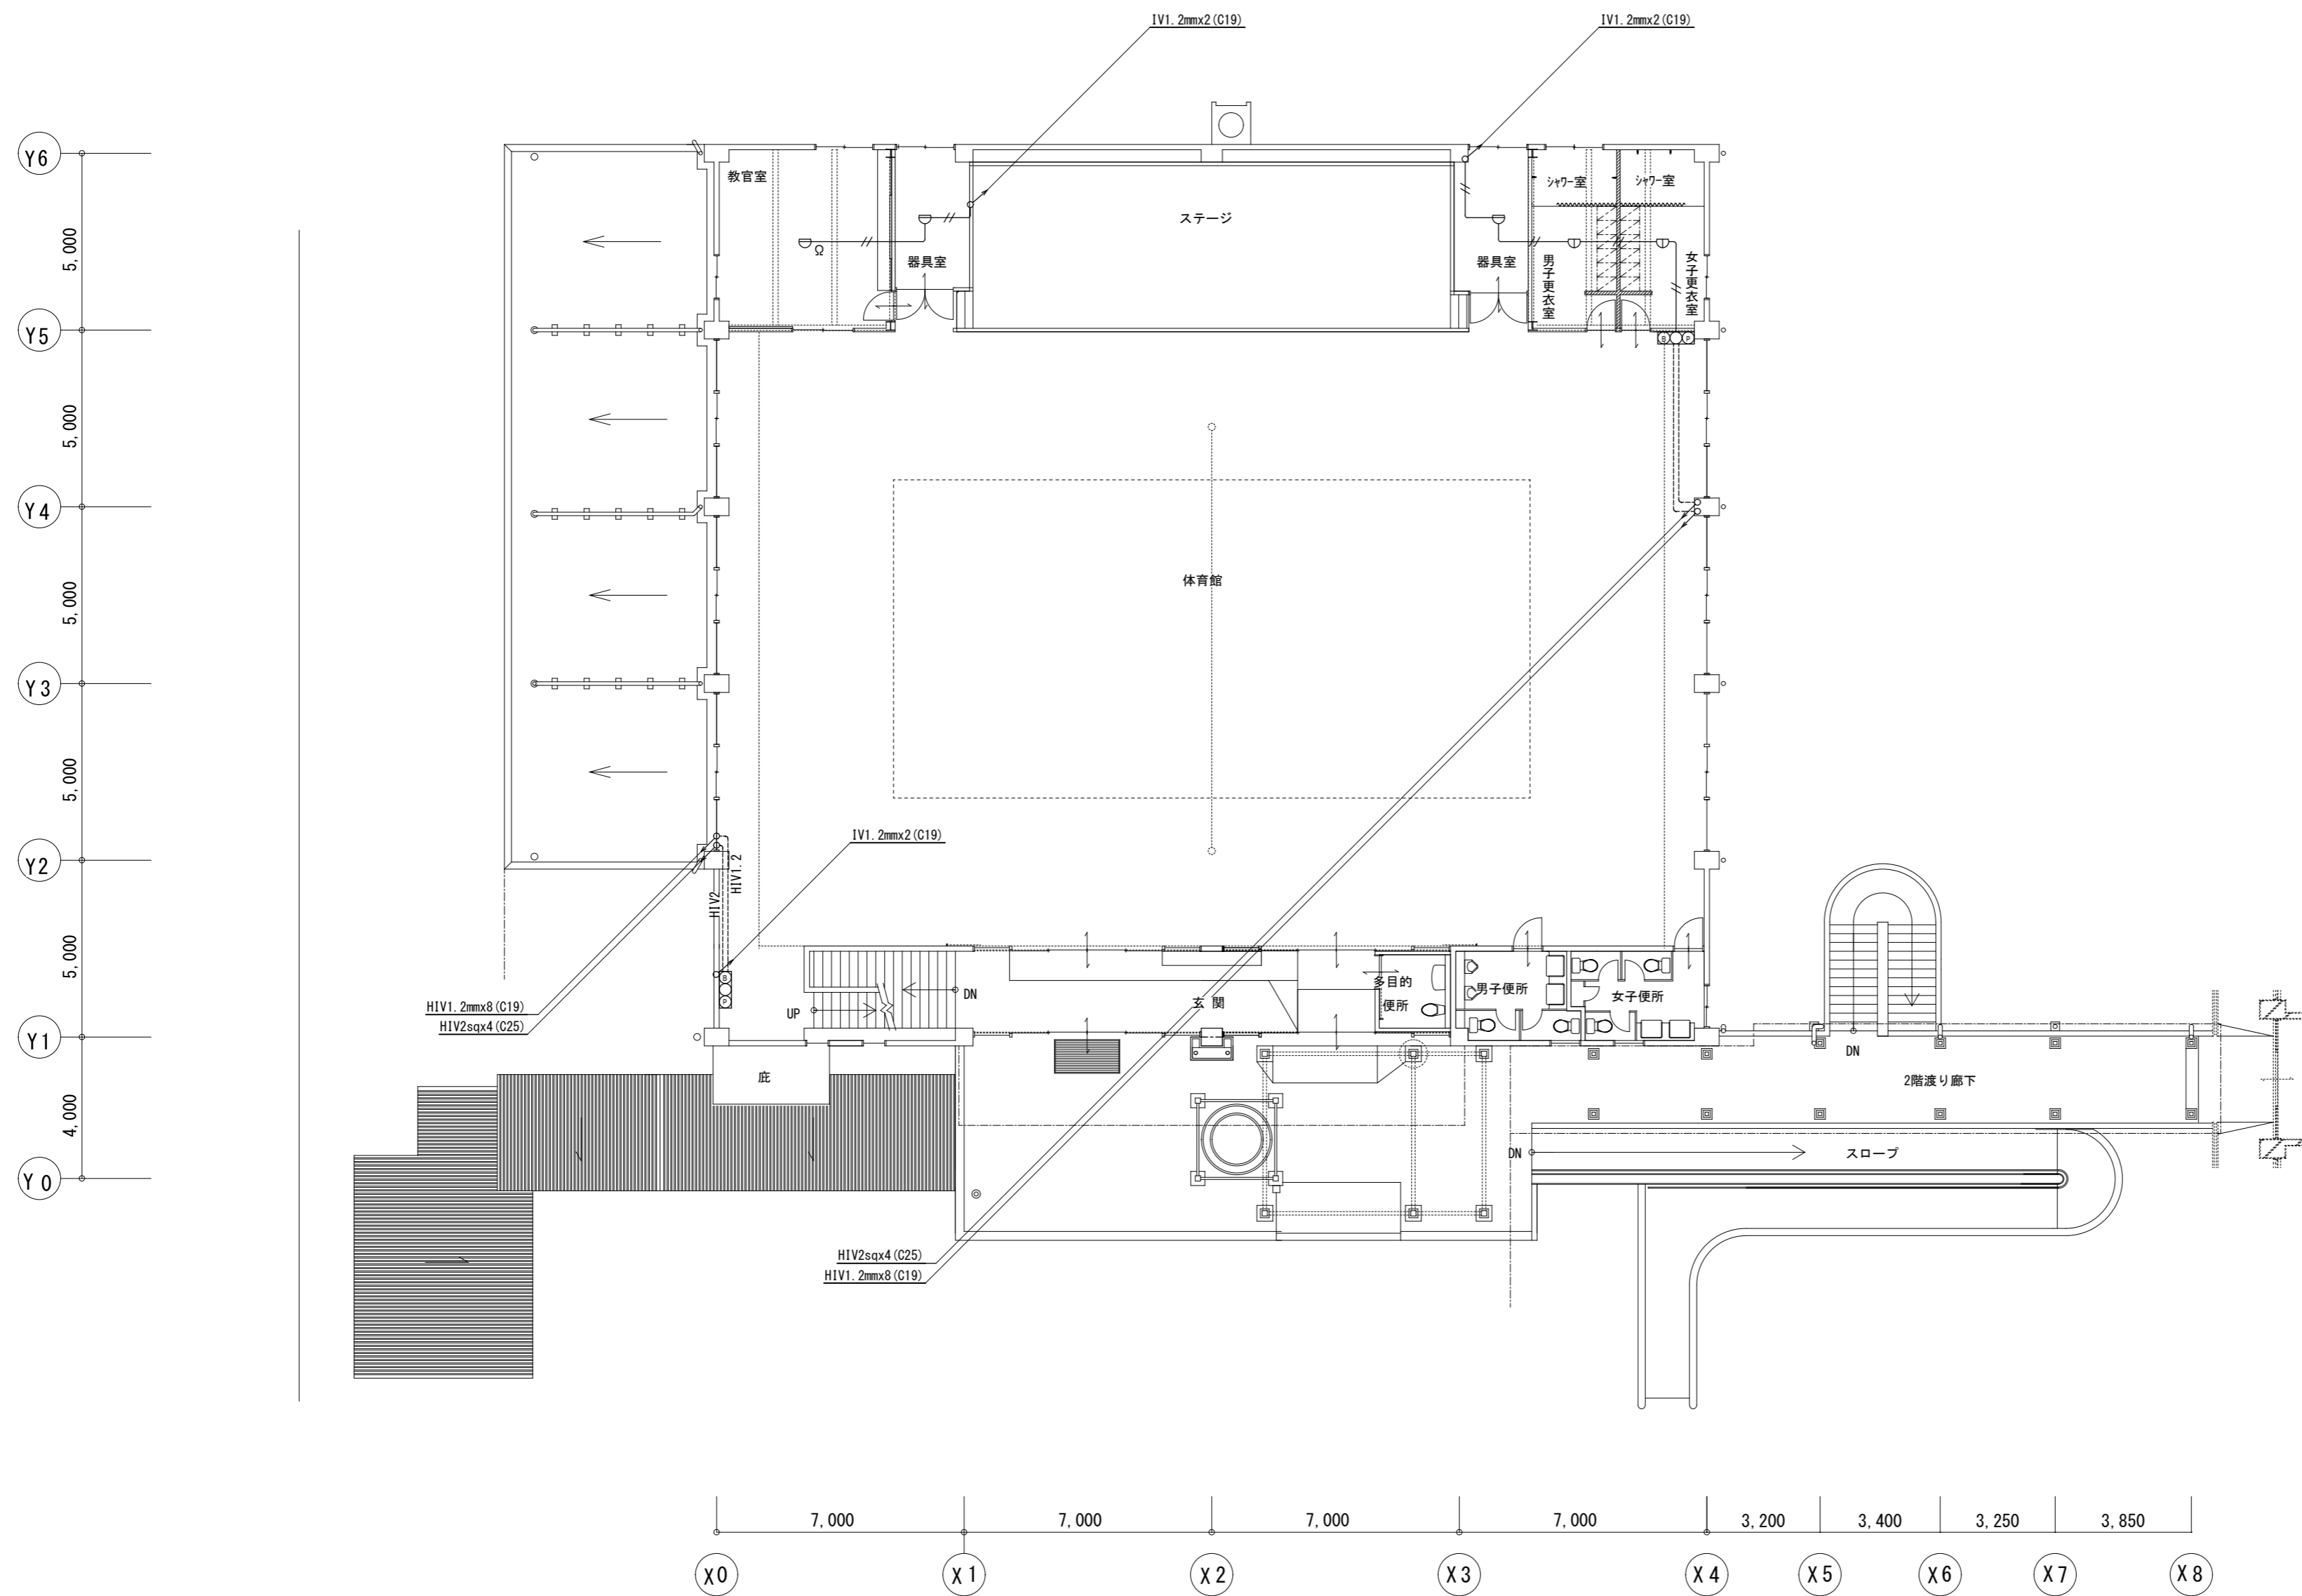 IV1.2mmx2(C19)
IV1.2mmx2(C19)
Y6
教官室
シャワー室
シャワー室
ステージ
5,000
Ω
器具室
器具室
男子更衣室
女子更衣室
Y5
B
P
5,000
Y4
体育館
5,000
Y3
5,000
IV1.2mmx2(C19)
Y2
HIV1.2
HIV2
5,000
B
P
多目的
便所
男子便所
女子便所
DN
玄関
UP
HIV1.2mmx8(C19)
HIV2sqx4(C25)
Y1
DN
庇
2階渡り廊下
4,000
DN
スロープ
Y0
HIV2sqx4(C25)
HIV1.2mmx8(C19)
7,000
7,000
7,000
7,000
3,200
3,400
3,250
3,850
X0
X1
X2
X3
X4
X5
X6
X7
X8